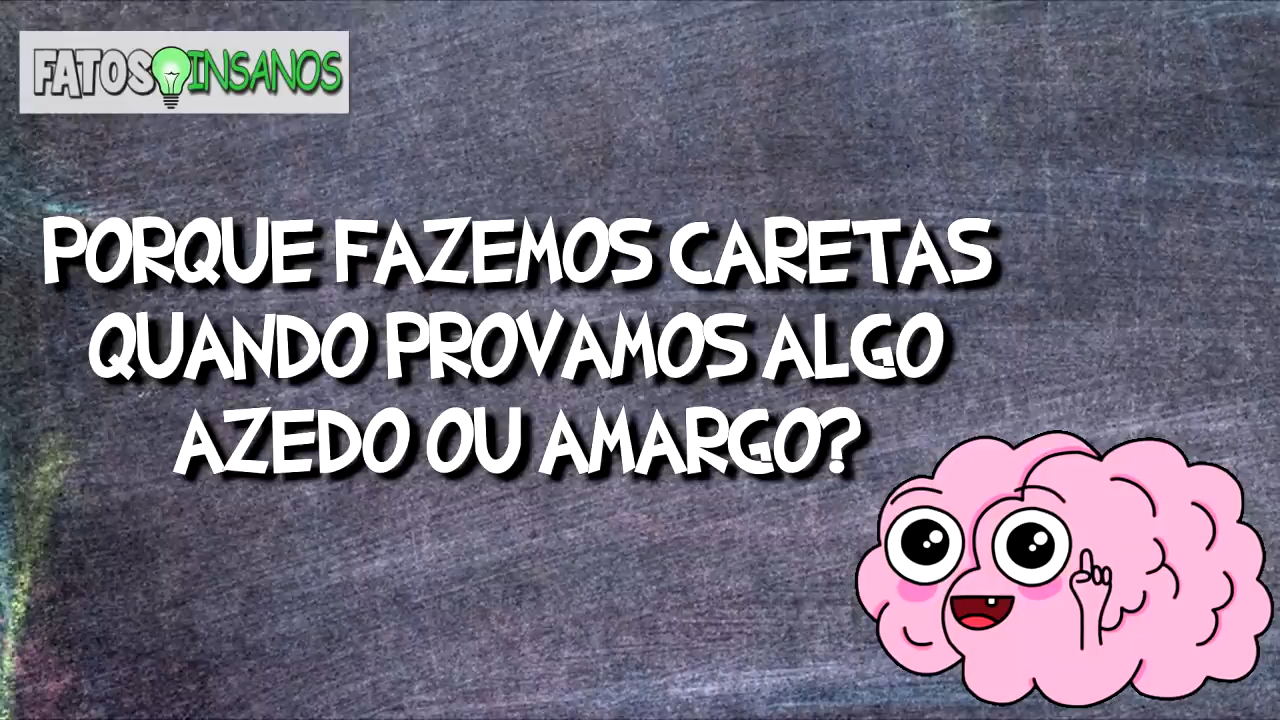 FATOS INSANOS
PORQUE FAZEMOS CARETAS
QUANDO PROVAMOS ALGO
AZEDO OU AMARGO?